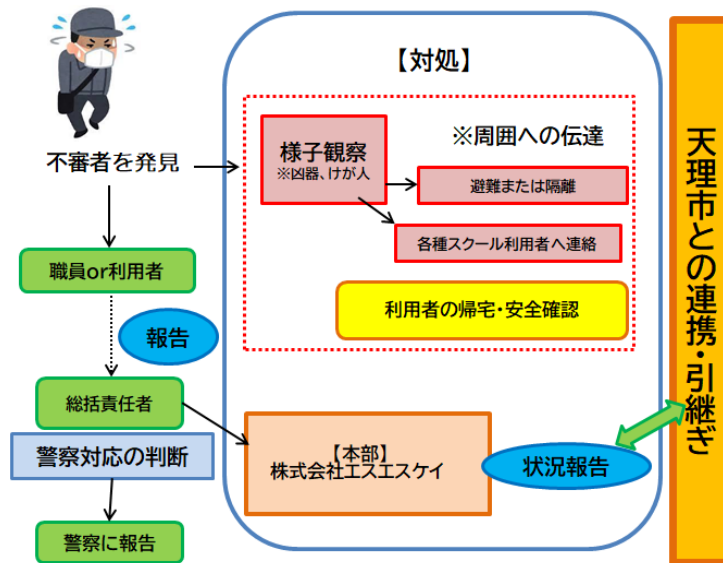 【対処】
不審者を発見
様子観察
※凶器、けが人
※周囲への伝達
避難または隔離
各種スクール利用者へ連絡
利用者の帰宅・安全確認
職員or利用者
報告
総括責任者
警察対応の判断
警察に報告
【本部】
株式会社エスエスケイ
状況報告
天理市との連携・引継ぎ